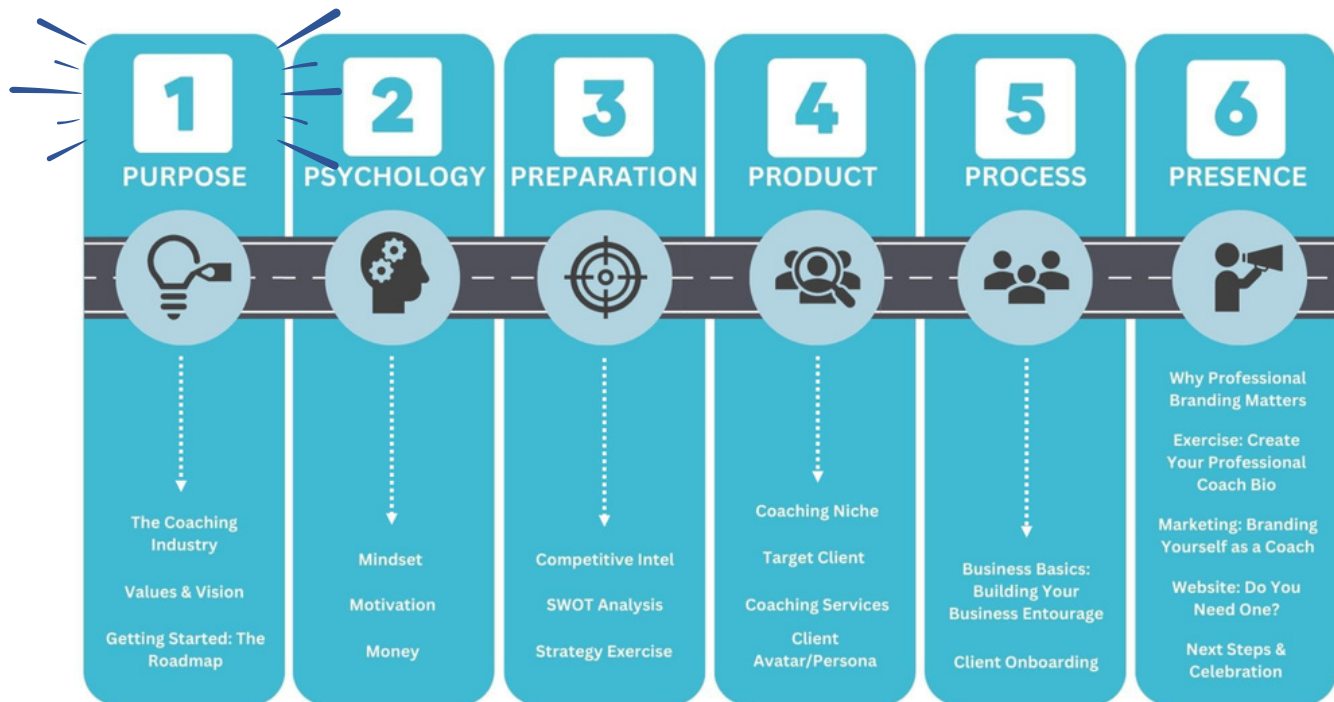 1
PURPOSE
The Coaching
Industry
Values & Vision
Getting Started: The
Roadmap
2
PSYCHOLOGY
Mindset
Motivation
Money
3
PREPARATION
Competitive Intel
SWOT Analysis
Strategy Exercise
4
PRODUCT
Coaching Niche
Target Client
Coaching Services
Client
Avatar/Persona
5
PROCESS
Business Basics:
Building Your
Business Entourage
Client Onboarding
6
PRESENCE
Why Professional
Branding Matters
Exercise: Create
Your Professional
Coach Bio
Marketing: Branding
Yourself as a Coach
Website: Do You
Need One?
Next Steps &
Celebration